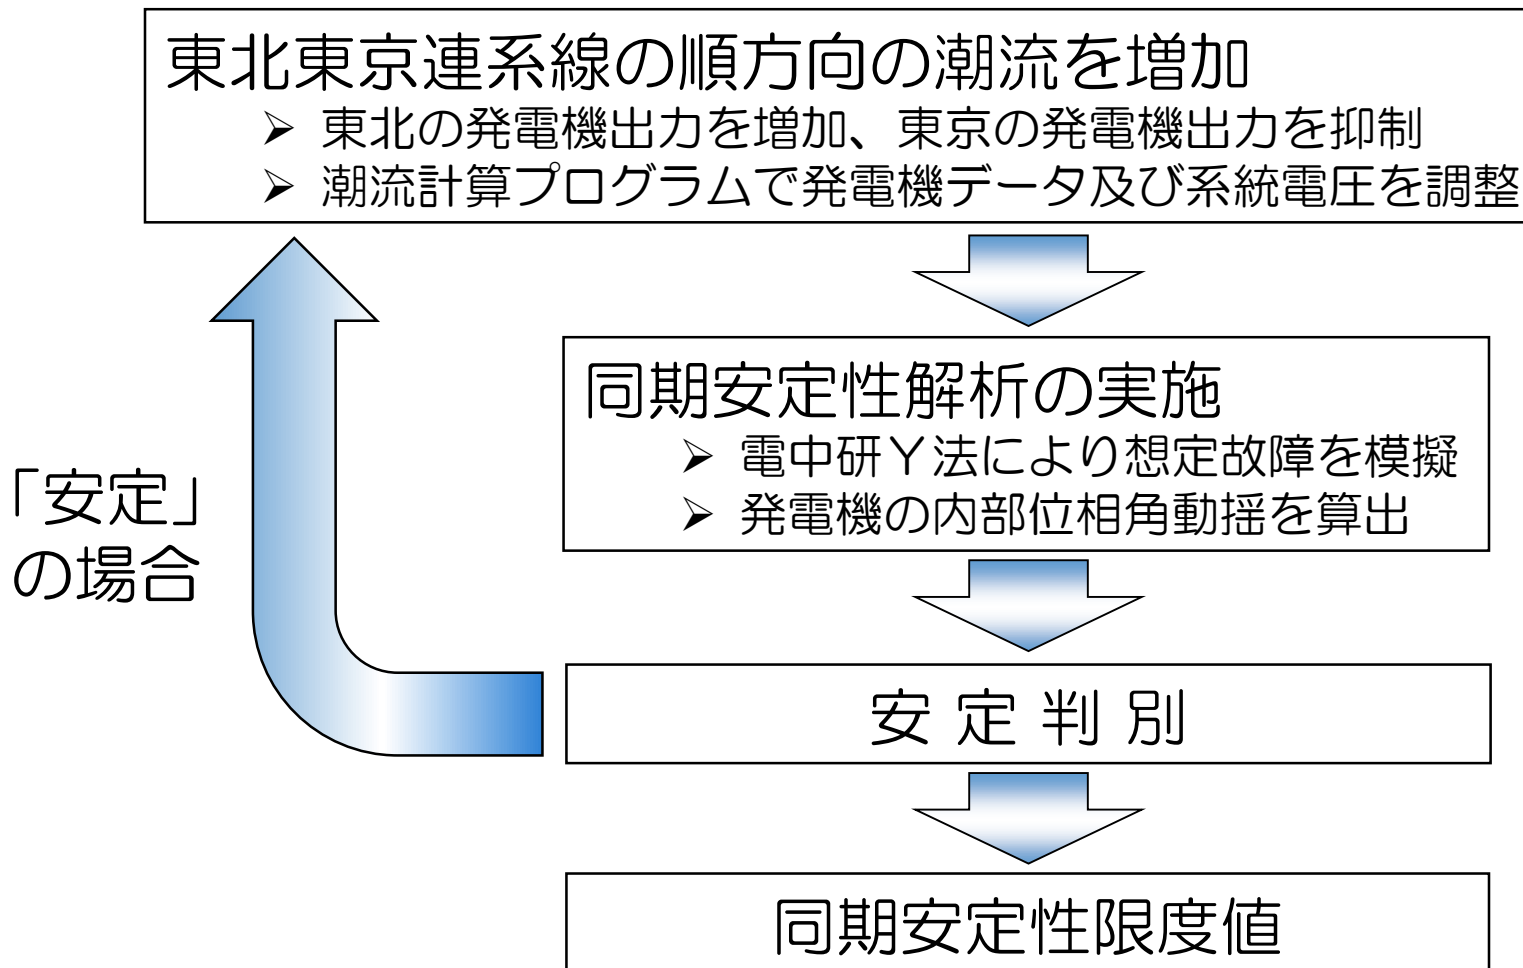 東北東京連系線の順方向の潮流を増加
➢ 東北の発電機出力を増加、東京の発電機出力を抑制
➢ 潮流計算プログラムで発電機データ及び系統電圧を調整
同期安定性解析の実施
➢ 電中研Y法により想定故障を模擬
➢ 発電機の内部位相角動揺を算出
「安定」
の場合
安 定 判 別
同期安定性限度値